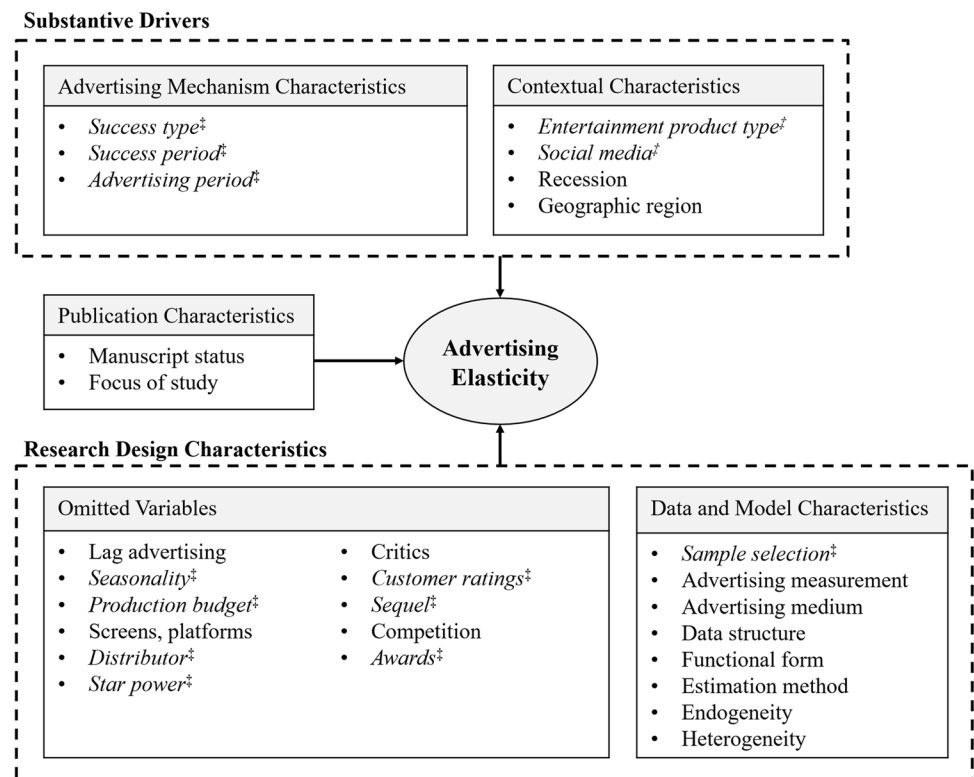 Substantive Drivers
Advertising Mechanism Characteristics
• Success type‡
• Success period‡
• Advertising period‡
Contextual Characteristics
• Entertainment product type‡
• Social media‡
• Recession
• Geographic region
Publication Characteristics
• Manuscript status
• Focus of study
Advertising
Elasticity
Research Design Characteristics
Omitted Variables
• Lag advertising
• Seasonality‡
• Production budget‡
• Screens, platforms
• Distributor‡
• Star power‡
• Critics
• Customer ratings‡
• Sequel‡
• Competition
• Awards‡
Data and Model Characteristics
• Sample selection‡
• Advertising measurement
• Advertising medium
• Data structure
• Functional form
• Estimation method
• Endogeneity
• Heterogeneity